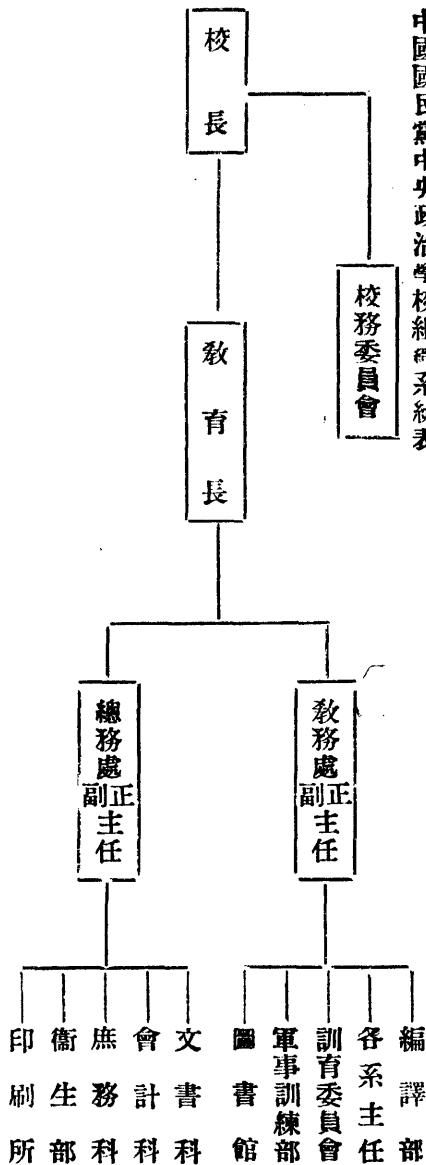 中國國民黨中央政治學校組織系統表
校長
校務委員會
教育長
教務處正副主任
總務處正副主任
編譯部
各系主任
訓育委員會
軍事訓練部
圖書館
文書科
會計科
庶務科
衞生部
印刷所